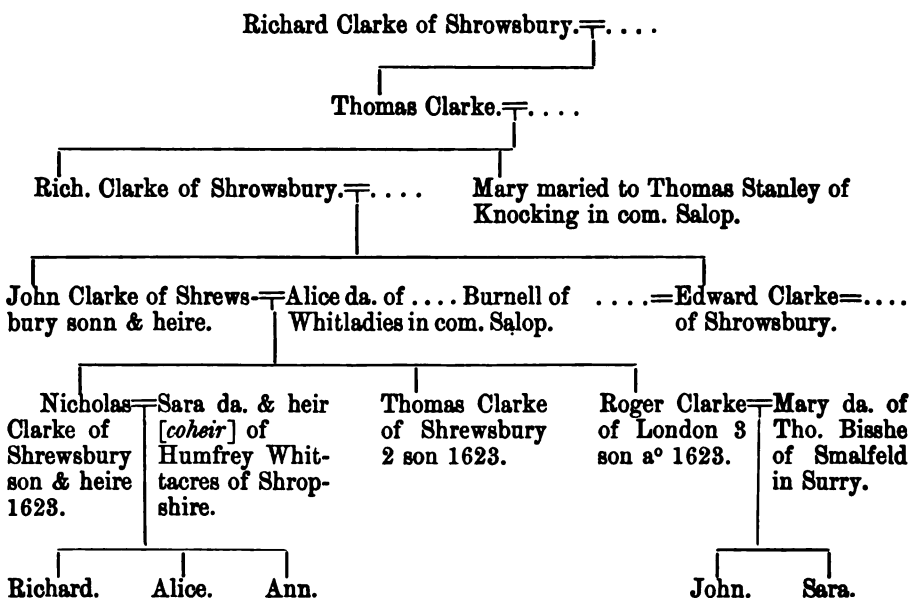 Richard Clarke of Shrowsbury.=....
Thomas Clarke.=....
Rich. Clarke of Shrowsbury.=....
Mary maried to Thomas Stanley of
Knocking in com. Salop.
John Clarke of Shrews-
bury sonn & heire.
=Alice da. of .... Burnell of
Whitladies in com. Salop.
....=Edward Clarke=....
of Shrowsbury.
Nicholas=
Clarke of
Shrewsbury
son & heire
1623.
Sara da. & heir
[coheir] of
Humfrey Whit-
tacres of Shrop-
shire.
Thomas Clarke
of Shrewsbury
2 son 1623.
Roger Clarke=
of London 3
son aº 1623.
Mary da. of
Tho. Bisshe
of Smalfeld
in Surry.
Richard.
Alice.
Ann.
John.
Sara.